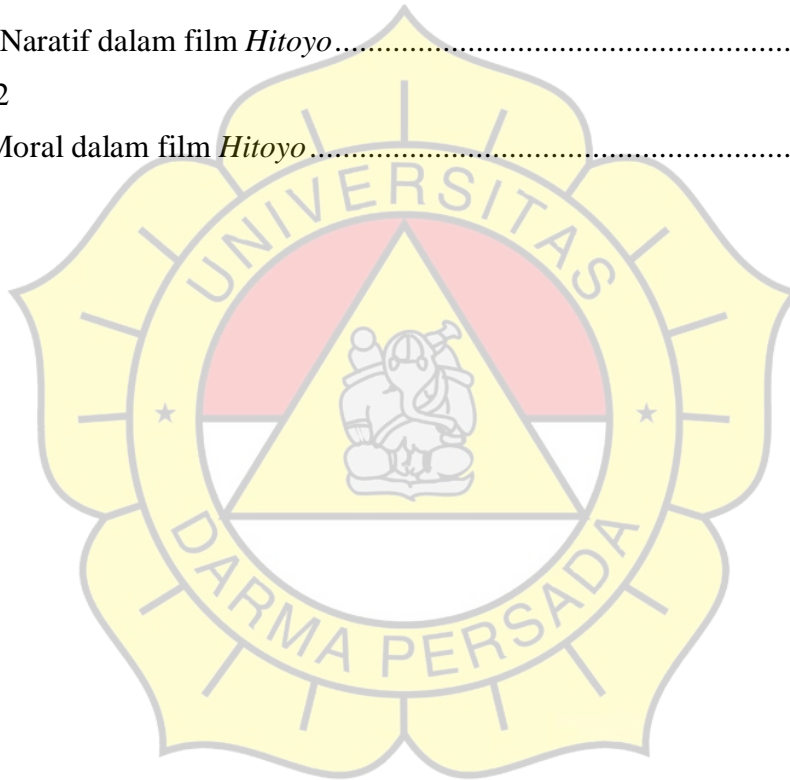 Naratif dalam film Hitoyo........................................................
2
Moral dalam film Hitoyo...........................................................
UNIVERSITAS
DARMA PERSADA